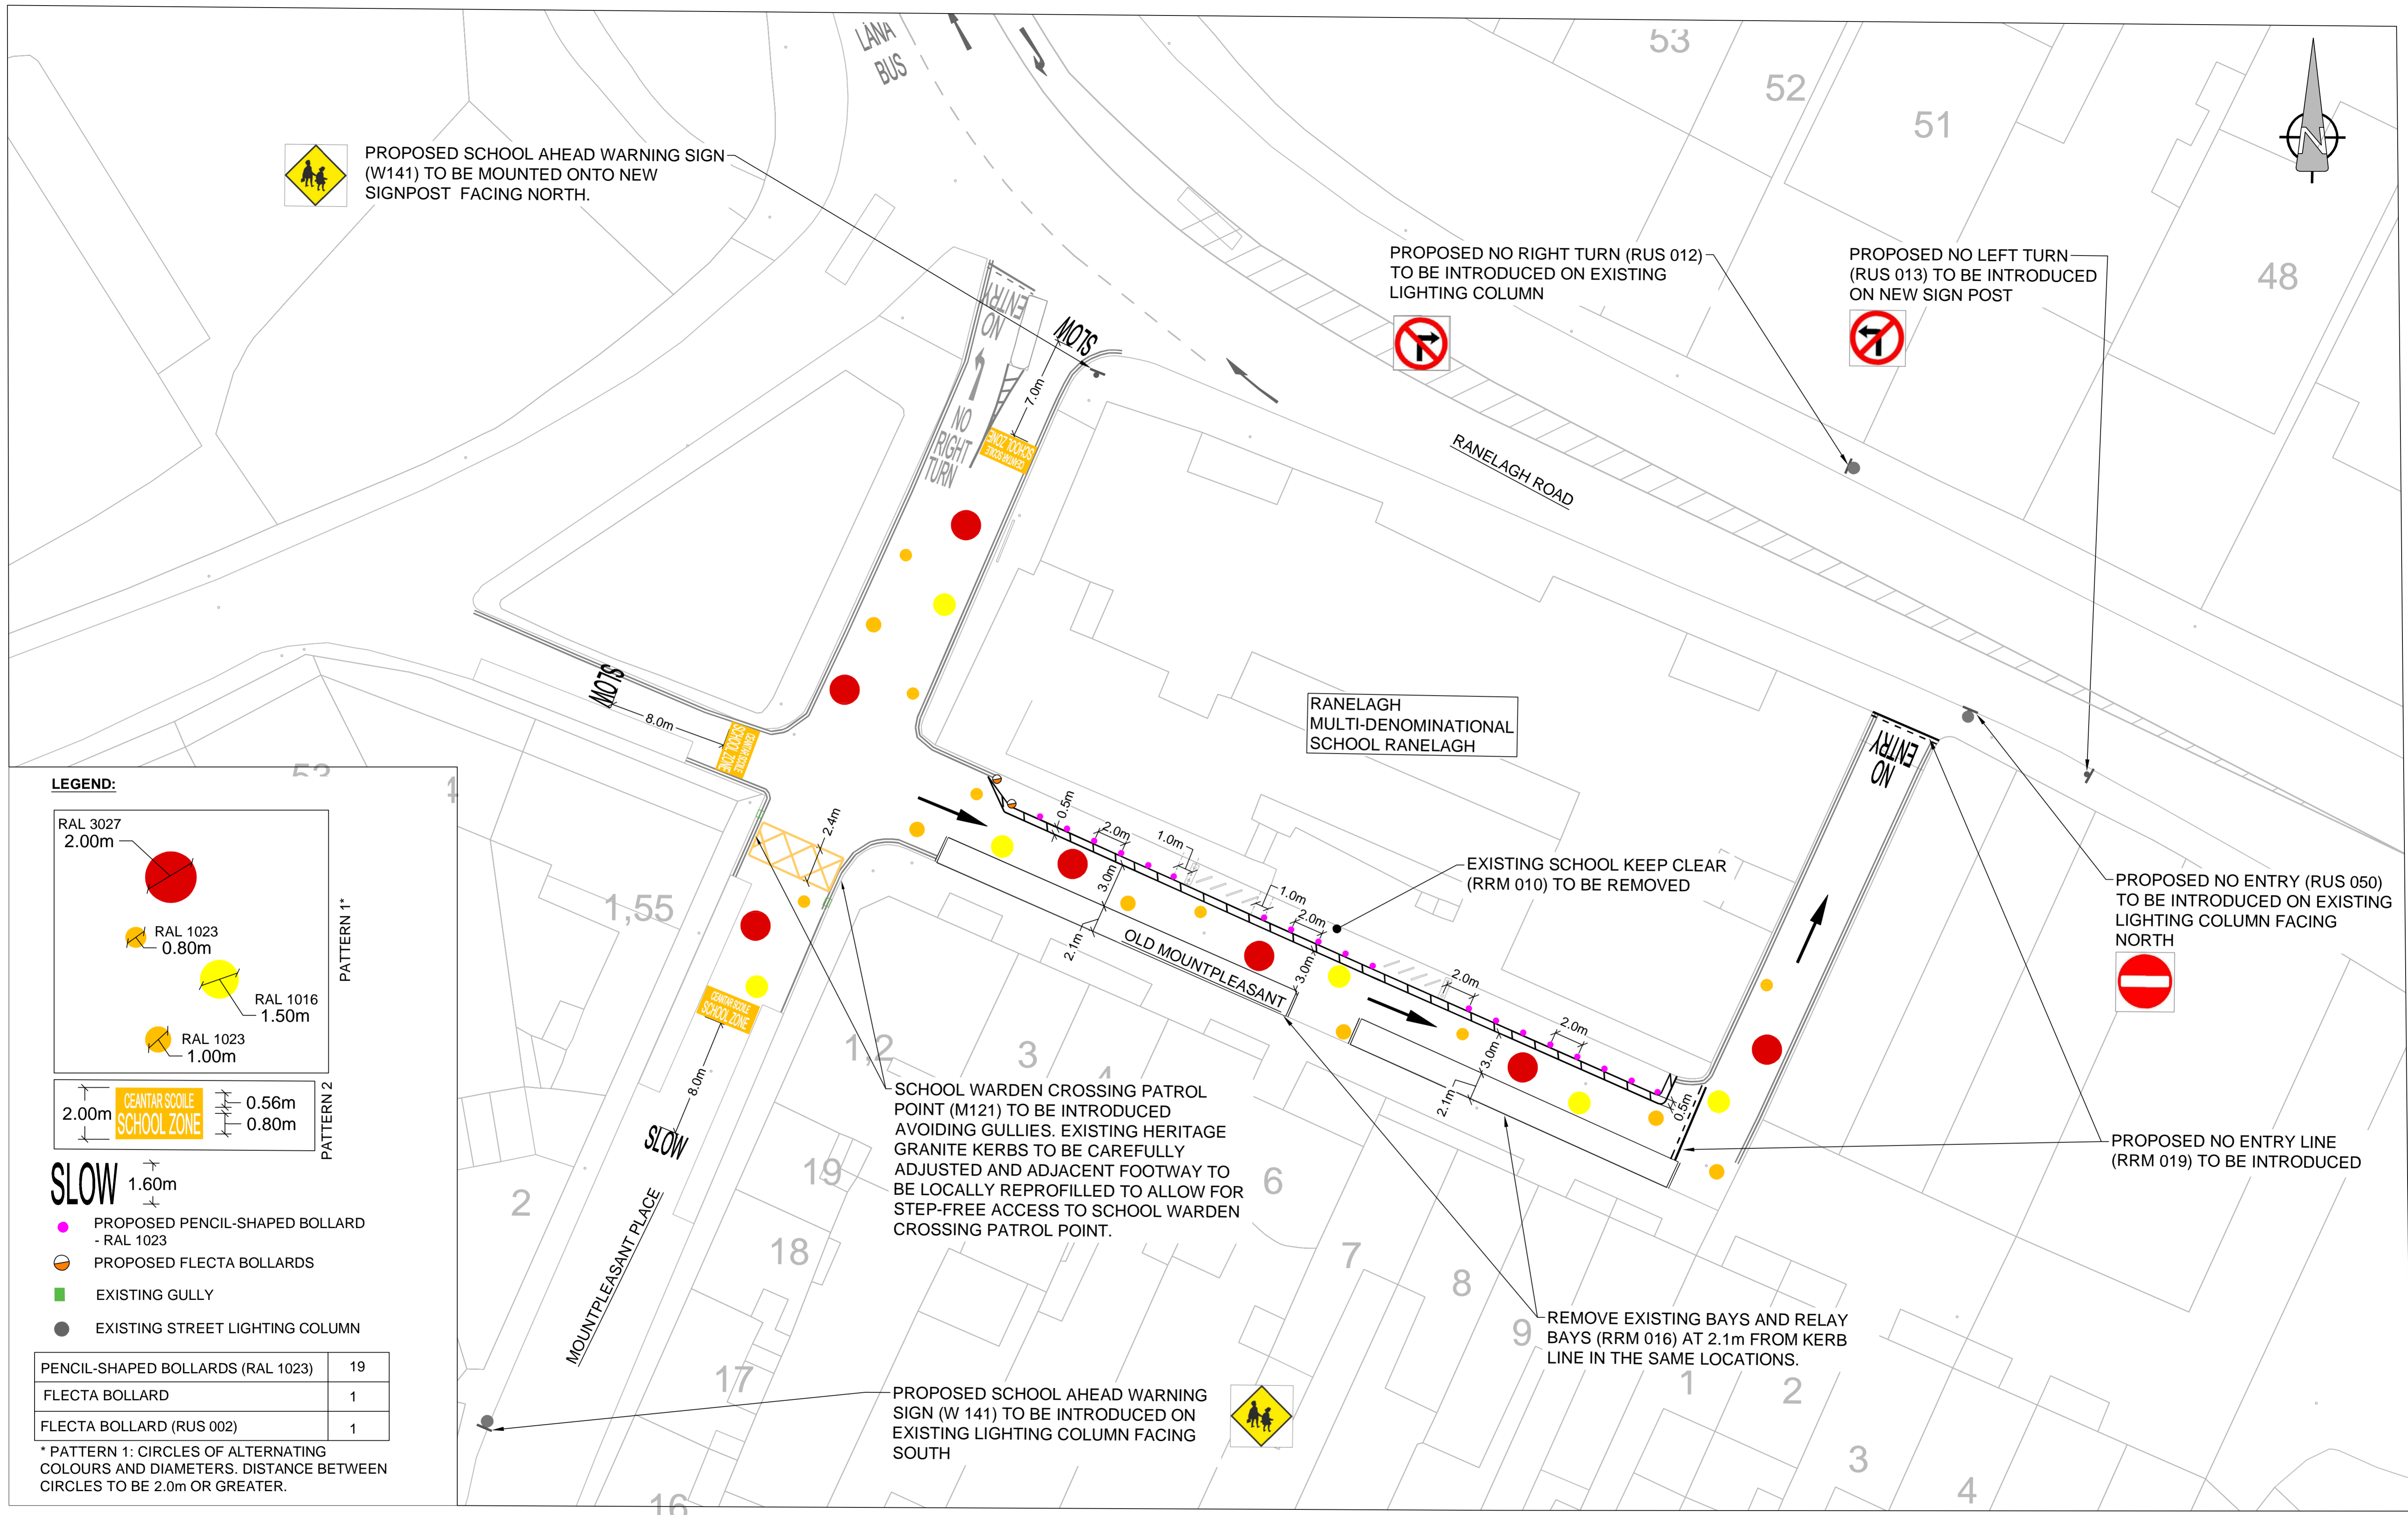 LÁNA
BUS
53
52
51
48
PROPOSED SCHOOL AHEAD WARNING SIGN
(W141) TO BE MOUNTED ONTO NEW
SIGNPOST FACING NORTH.
PROPOSED NO RIGHT TURN (RUS 012)
TO BE INTRODUCED ON EXISTING
LIGHTING COLUMN
PROPOSED NO LEFT TURN
(RUS 013) TO BE INTRODUCED
ON NEW SIGN POST
N
NO
ENTRY
SLOW
7.0m
NO
RIGHT
TURN
CEANTAR SCOILE
SCHOOL ZONE
RANELAGH ROAD
SLOW
8.0m
CEANTAR SCOILE
SCHOOL ZONE
RANELAGH
MULTI-DENOMINATIONAL
SCHOOL RANELAGH
NO
ENTRY
2.4m
0.5m
2.0m
1.0m
3.0m
2.1m
1.0m
2.0m
3.0m
OLD MOUNTPLEASANT
EXISTING SCHOOL KEEP CLEAR
(RRM 010) TO BE REMOVED
2.0m
2.0m
3.0m
2.1m
0.5m
PROPOSED NO ENTRY (RUS 050)
TO BE INTRODUCED ON EXISTING
LIGHTING COLUMN FACING
NORTH
PROPOSED NO ENTRY LINE
(RRM 019) TO BE INTRODUCED
1,55
CEANTAR SCOILE
SCHOOL ZONE
8.0m
SLOW
MOUNTPLEASANT PLACE
1,2
3
4
6
7
8
9
1
2
3
4
2
19
18
17
16
SCHOOL WARDEN CROSSING PATROL
POINT (M121) TO BE INTRODUCED
AVOIDING GULLIES. EXISTING HERITAGE
GRANITE KERBS TO BE CAREFULLY
ADJUSTED AND ADJACENT FOOTWAY TO
BE LOCALLY REPROFILLED TO ALLOW FOR
STEP-FREE ACCESS TO SCHOOL WARDEN
CROSSING PATROL POINT.
REMOVE EXISTING BAYS AND RELAY
BAYS (RRM 016) AT 2.1m FROM KERB
LINE IN THE SAME LOCATIONS.
PROPOSED SCHOOL AHEAD WARNING
SIGN (W 141) TO BE INTRODUCED ON
EXISTING LIGHTING COLUMN FACING
SOUTH
LEGEND:
RAL 3027
2.00m
RAL 1023
0.80m
RAL 1016
1.50m
RAL 1023
1.00m
PATTERN 1*
2.00m
CEANTAR SCOILE
SCHOOL ZONE
0.56m
0.80m
PATTERN 2
SLOW
1.60m
PROPOSED PENCIL-SHAPED BOLLARD
- RAL 1023
PROPOSED FLECTA BOLLARDS
EXISTING GULLY
EXISTING STREET LIGHTING COLUMN
PENCIL-SHAPED BOLLARDS (RAL 1023) 19
FLECTA BOLLARD 1
FLECTA BOLLARD (RUS 002) 1
* PATTERN 1: CIRCLES OF ALTERNATING
COLOURS AND DIAMETERS. DISTANCE BETWEEN
CIRCLES TO BE 2.0m OR GREATER.